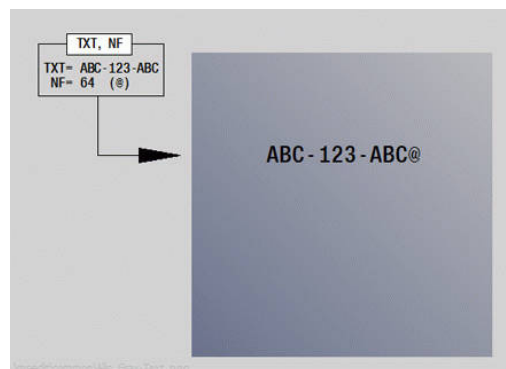 TXT, NF
TXT= ABC-123-ABC
NF= 64 (@)
ABC-123-ABC@